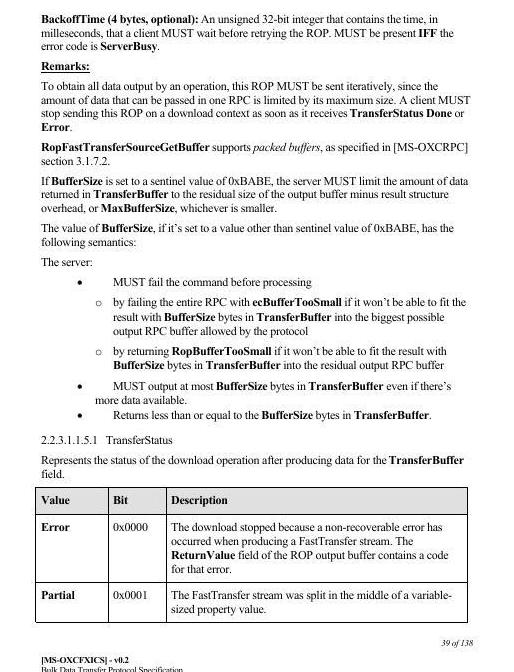 BackoffTime (4 bytes, optional): An unsigned 32-bit integer that contains the time, in
milleseconds, that a client MUST wait before retrying the ROP. MUST be present IFF the
error code is ServerBusy.
Remarks:
To obtain all data output by an operation, this ROP MUST be sent iteratively, since the
amount of data that can be passed in one RPC is limited by its maximum size. A client MUST
stop sending this ROP on a download context as soon as it receives TransferStatus Done or
Error.
RopFastTransferSourceGetBuffer supports packed buffers, as specified in [MS-OXCRPC]
section 3.1.7.2.
If BufferSize is set to a sentinel value of 0xBABE, the server MUST limit the amount of data
returned in TransferBuffer to the residual size of the output buffer minus result structure
overhead, or MaxBufferSize, whichever is smaller.
The value of BufferSize, if it's set to a value other than sentinel value of 0xBABE, has the
following semantics:
The server:
• MUST fail the command before processing
o by failing the entire RPC with ecBufferTooSmall if it won't be able to fit the
result with BufferSize bytes in TransferBuffer into the biggest possible
output RPC buffer allowed by the protocol
o by returning RopBufferTooSmall if it won't be able to fit the result with
BufferSize bytes in TransferBuffer into the residual output RPC buffer
• MUST output at most BufferSize bytes in TransferBuffer even if there's
more data available.
• Returns less than or equal to the BufferSize bytes in TransferBuffer.
2.2.3.1.1.5.1 TransferStatus
Represents the status of the download operation after producing data for the TransferBuffer
field.
Value Bit Description
Error 0x0000 The download stopped because a non-recoverable error has
occurred when producing a FastTransfer stream. The
ReturnValue field of the ROP output buffer contains a code
for that error.
Partial 0x0001 The FastTransfer stream was split in the middle of a variable-
sized property value.
39 of 138
[MS-OXCFXICS] - v0.2
Bulk Data Transfer Protocol Specification